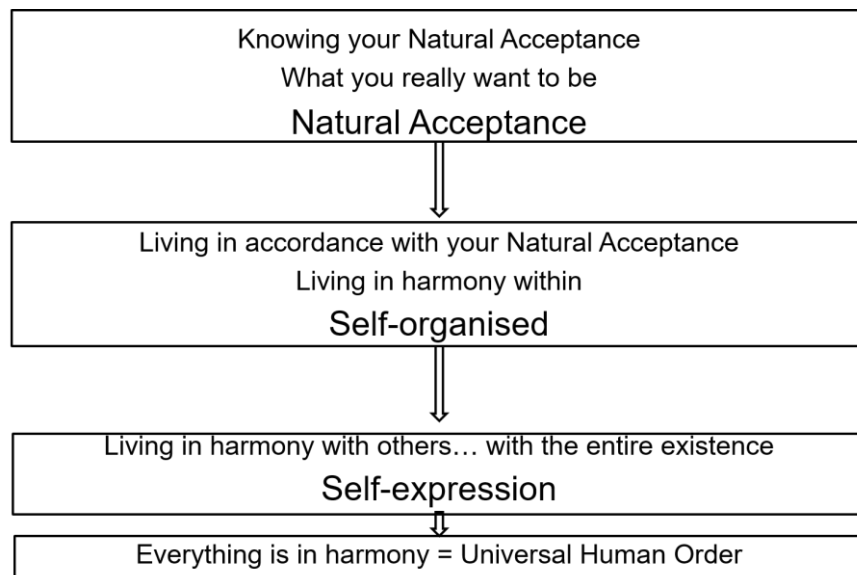 Knowing your Natural Acceptance
What you really want to be
Natural Acceptance
Living in accordance with your Natural Acceptance
Living in harmony within
Self-organised
Living in harmony with others… with the entire existence
Self-expression
Everything is in harmony = Universal Human Order